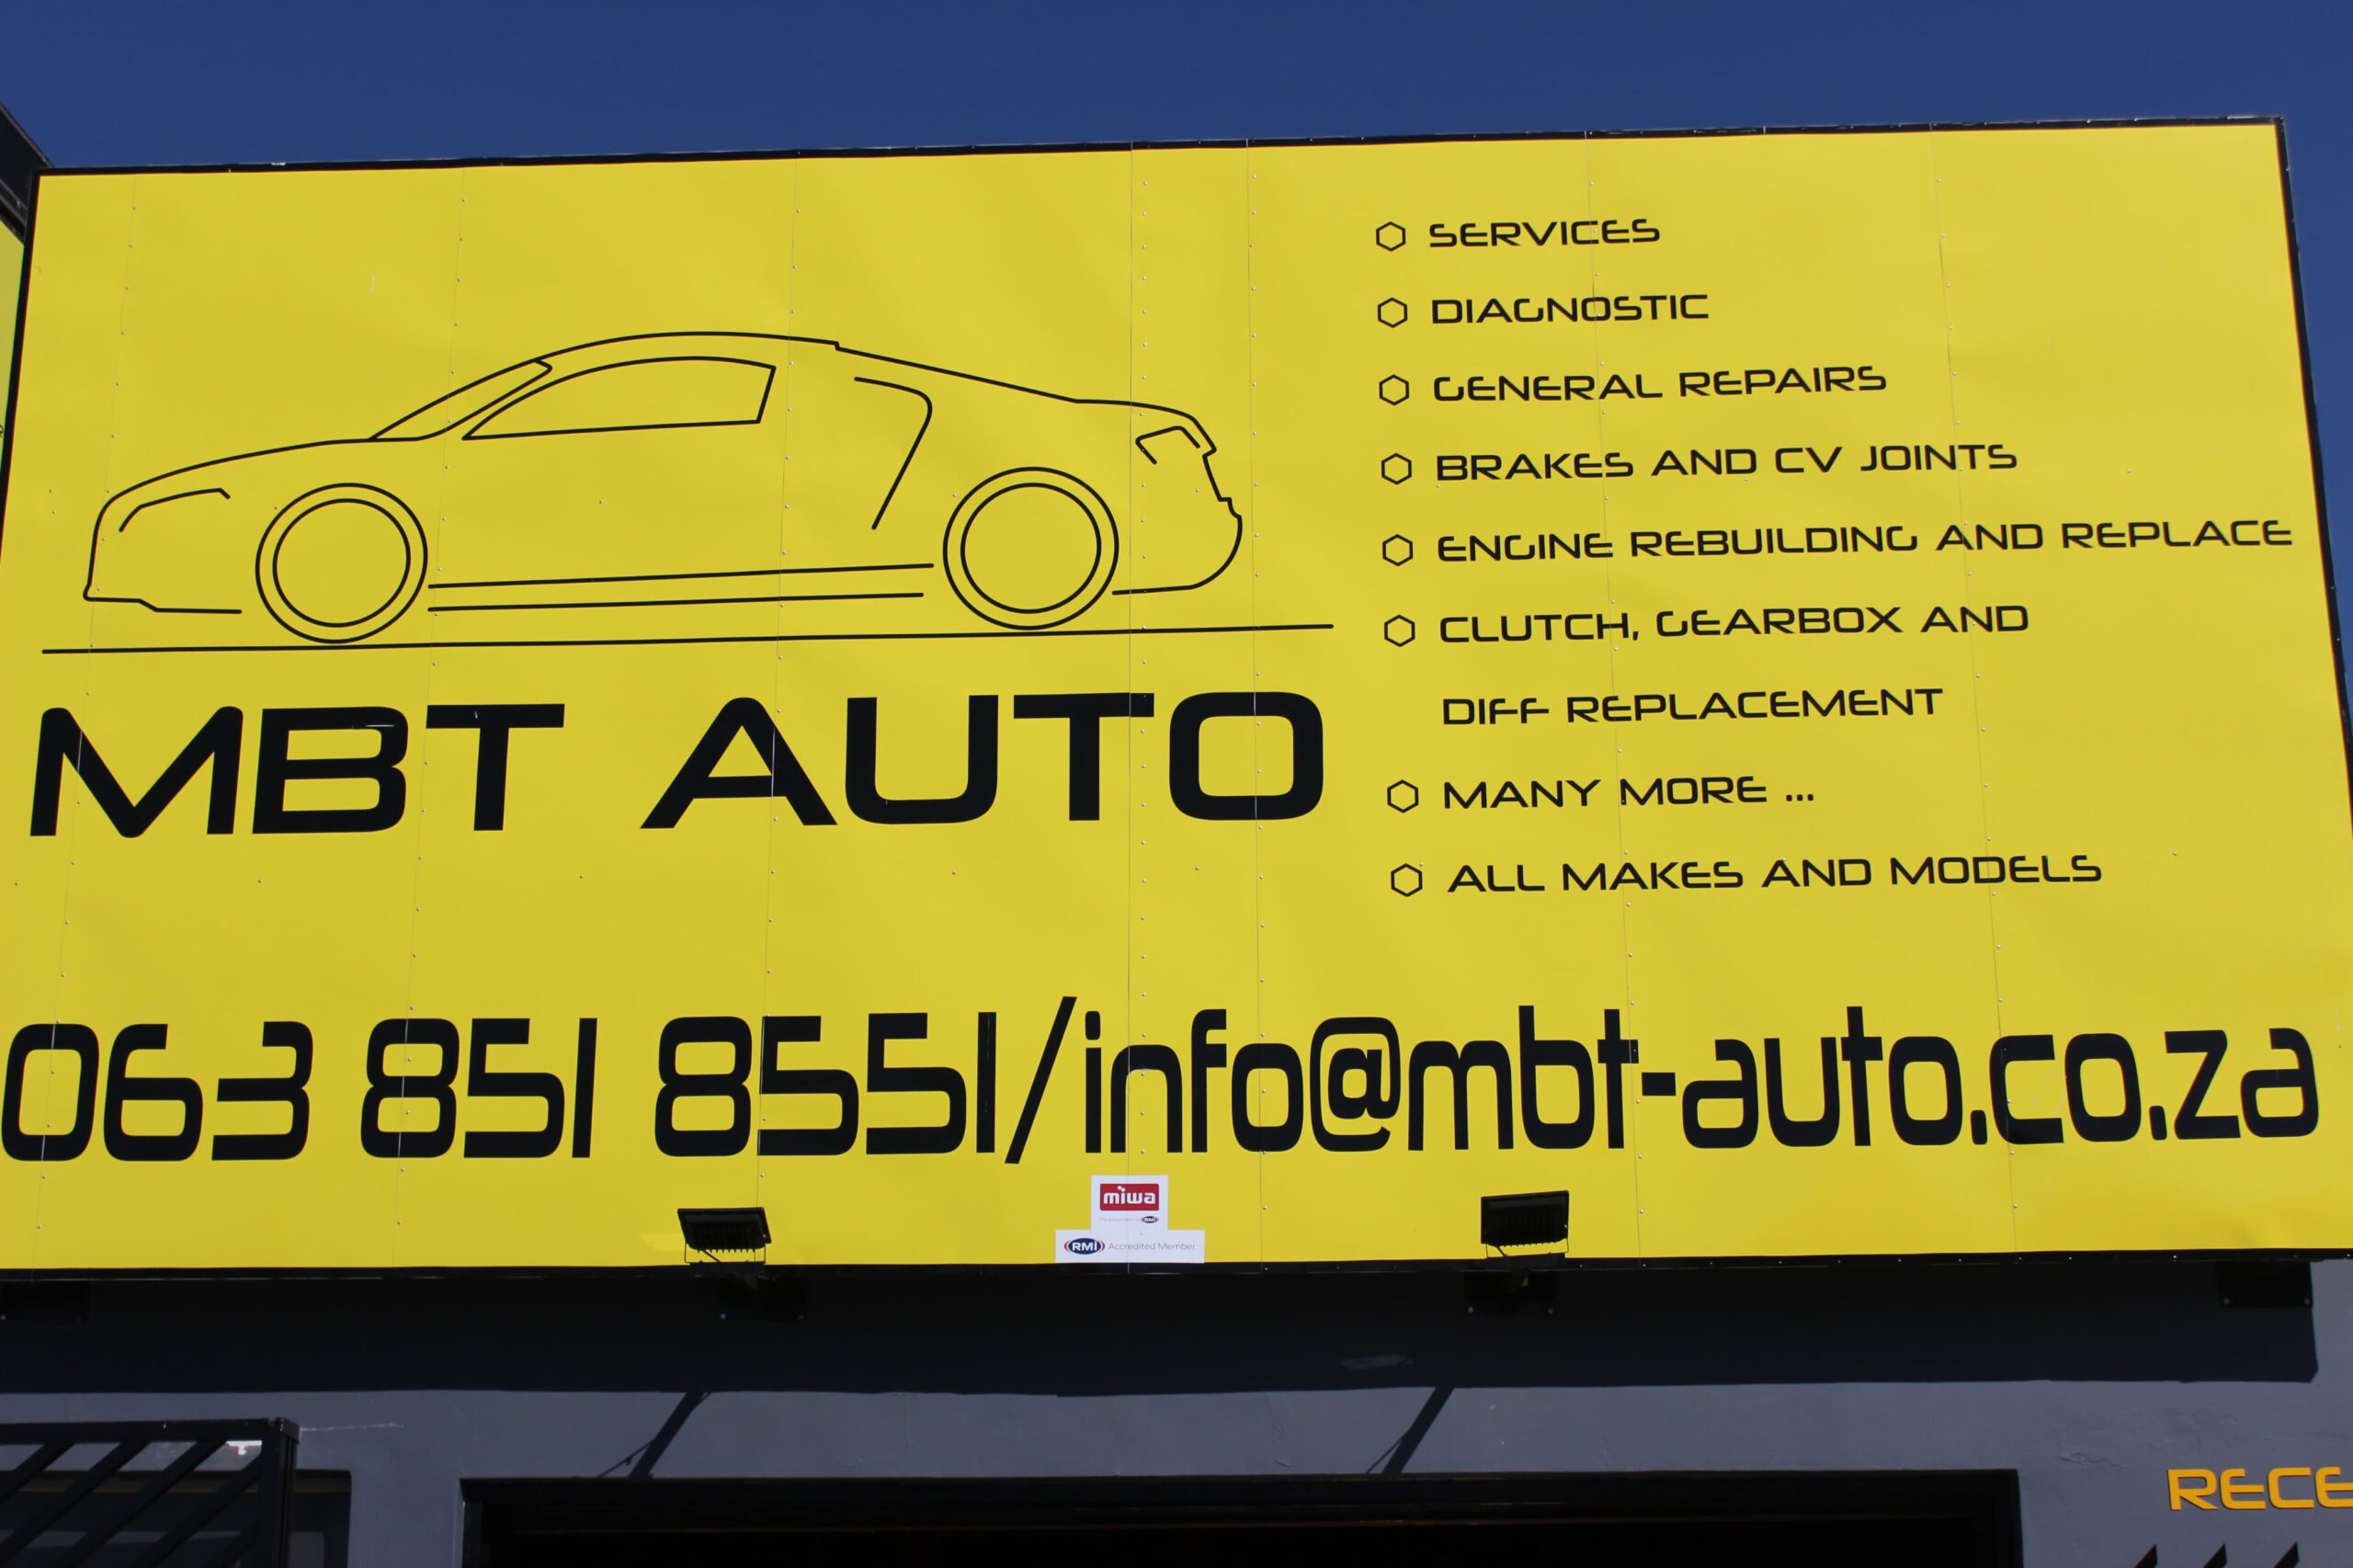 SERVICES
DIAGNOSTIC
GENERAL REPAIRS
BRAKES AND CV JOINTS
ENGINE REBUILDING AND REPLACE
CLUTCH, GEARBOX AND
DIFF REPLACEMENT
MANY MORE ...
ALL MAKES AND MODELS
MBT AUTO
063 851 8551/info@mbt-auto.co.za
miwa
RMI Accredited Member
RECE